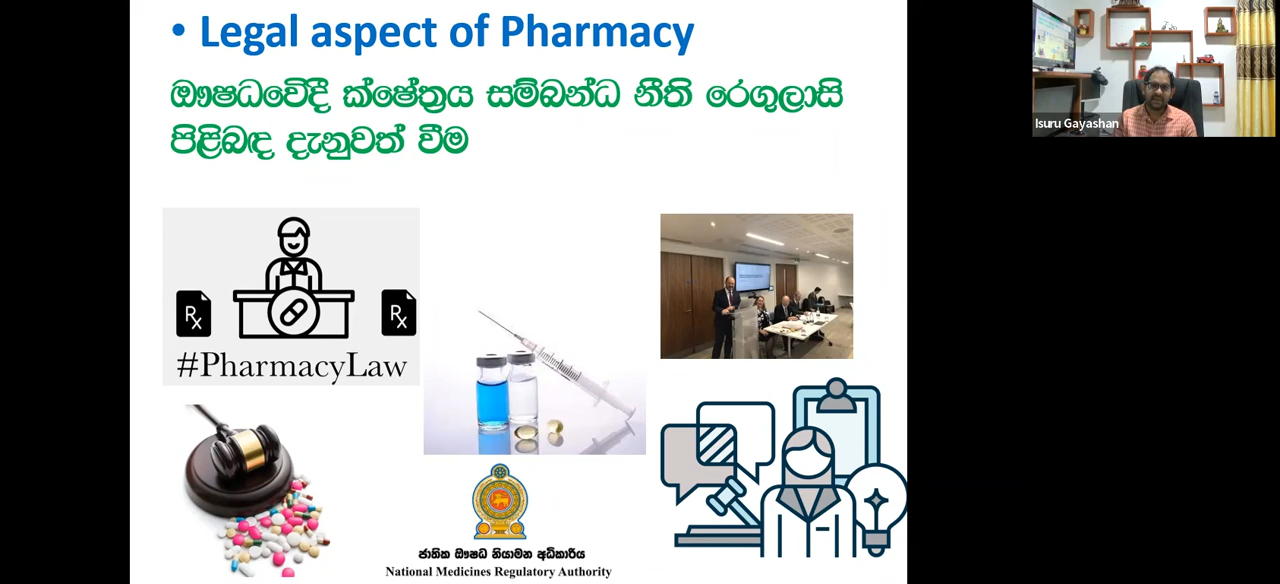 • Legal aspect of Pharmacy
ඖෂධවේදී ක්ෂේත්‍රය සම්බන්ධ නීති රෙගුලාසි
පිළිබඳ දැනුවත් වීම
Isuru Gayashan
Rx
Rx
#PharmacyLaw
ජාතික ඖෂධ නියාමන අධිකාරිය
National Medicines Regulatory Authority